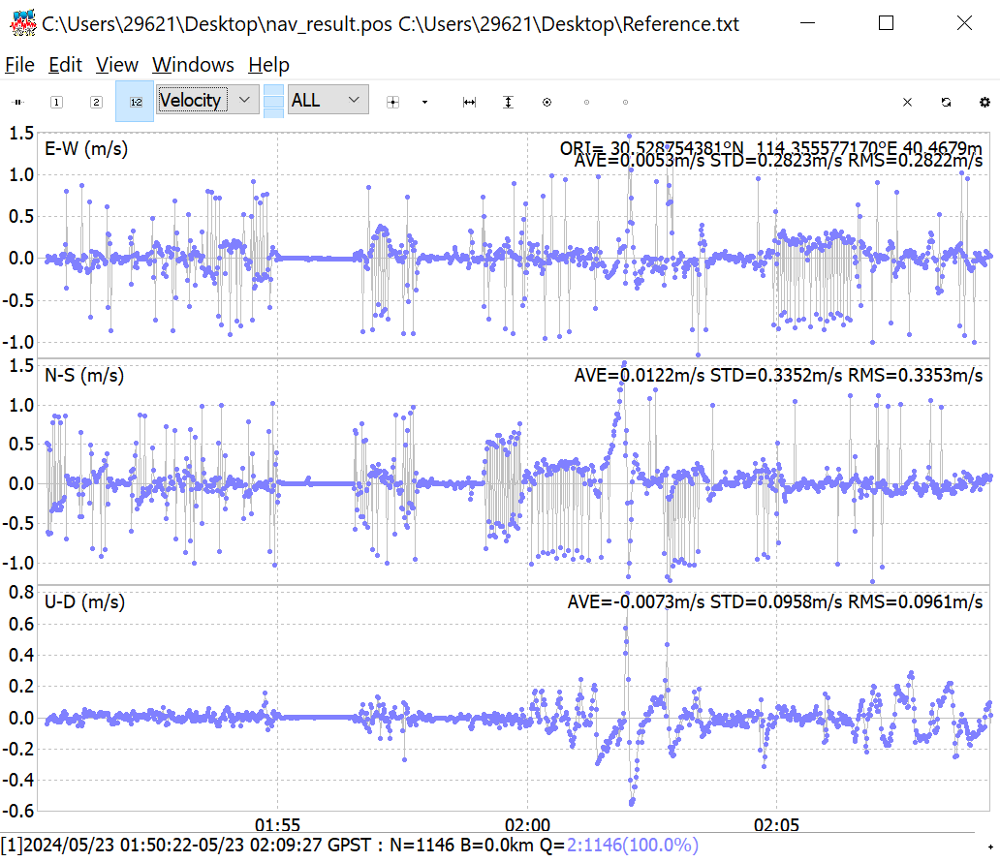 C:\Users\29621\Desktop\nav_result.pos C:\Users\29621\Desktop\Reference.txt
File Edit View Windows Help
1 2 1-2 Velocity ALL
1.5
E-W (m/s) ORI= 30.528754381°N 114.355577170°E 40.4679m
AVE=0.0053m/s STD=0.2823m/s RMS=0.2822m/s
1.0
0.5
0.0
-0.5
-1.0
1.5
N-S (m/s) AVE=0.0122m/s STD=0.3352m/s RMS=0.3353m/s
1.0
0.5
0.0
-0.5
-1.0
0.8
U-D (m/s) AVE=-0.0073m/s STD=0.0958m/s RMS=0.0961m/s
0.6
0.4
0.2
0.0
-0.2
-0.4
-0.6
01:55 02:00 02:05
[1]2024/05/23 01:50:22-05/23 02:09:27 GPST : N=1146 B=0.0km Q=2:1146(100.0%)